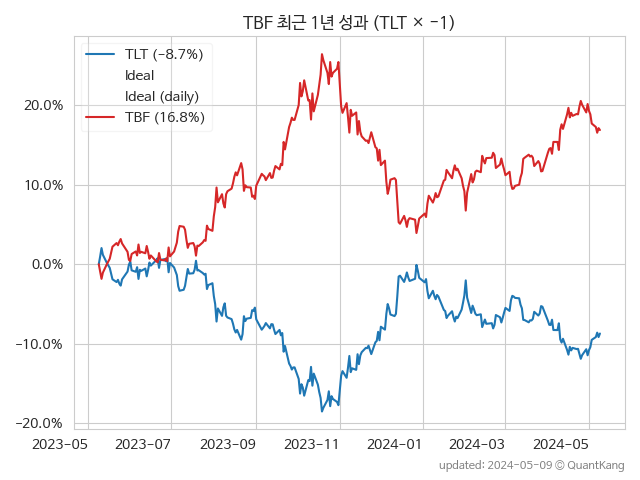 TBF 최근 1년 성과 (TLT × −1)
TLT (−8.7%)
Ideal
Ideal (daily)
TBF (16.8%)
20.0%
10.0%
0.0%
−10.0%
−20.0%
2023-05 2023-07 2023-09 2023-11 2024-01 2024-03 2024-05
updated: 2024-05-09 © QuantKang